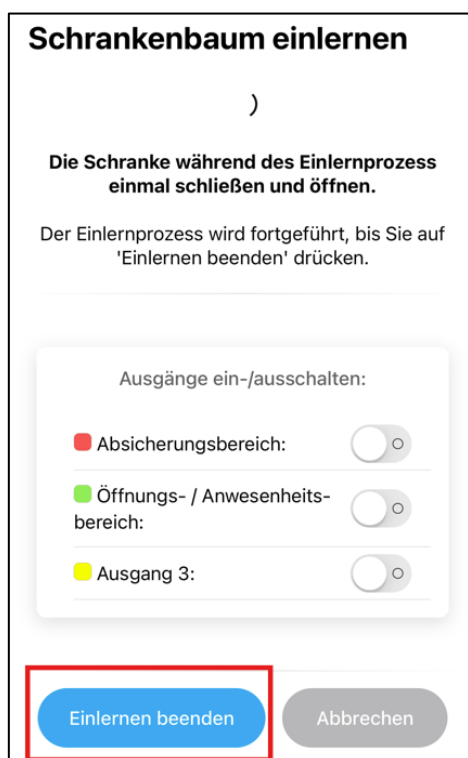 Schrankenbaum einlernen
Die Schranke während des Einlernprozess
einmal schließen und öffnen.
Der Einlernprozess wird fortgeführt, bis Sie auf
'Einlernen beenden' drücken.
Ausgänge ein-/ausschalten:
Absicherungsbereich:
Öffnungs- / Anwesenheits-
bereich:
Ausgang 3:
Einlernen beenden
Abbrechen